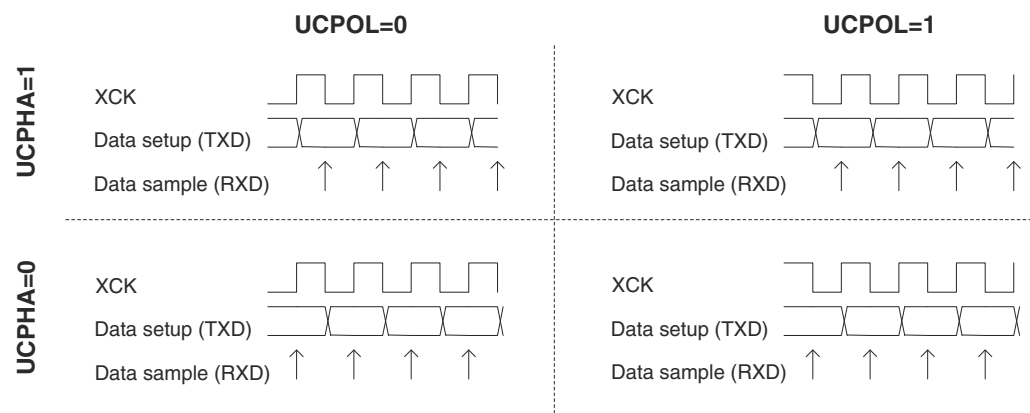 UCPOL=0
UCPOL=1
UCPHA=1
XCK
Data setup (TXD)
Data sample (RXD)
XCK
Data setup (TXD)
Data sample (RXD)
UCPHA=0
XCK
Data setup (TXD)
Data sample (RXD)
XCK
Data setup (TXD)
Data sample (RXD)